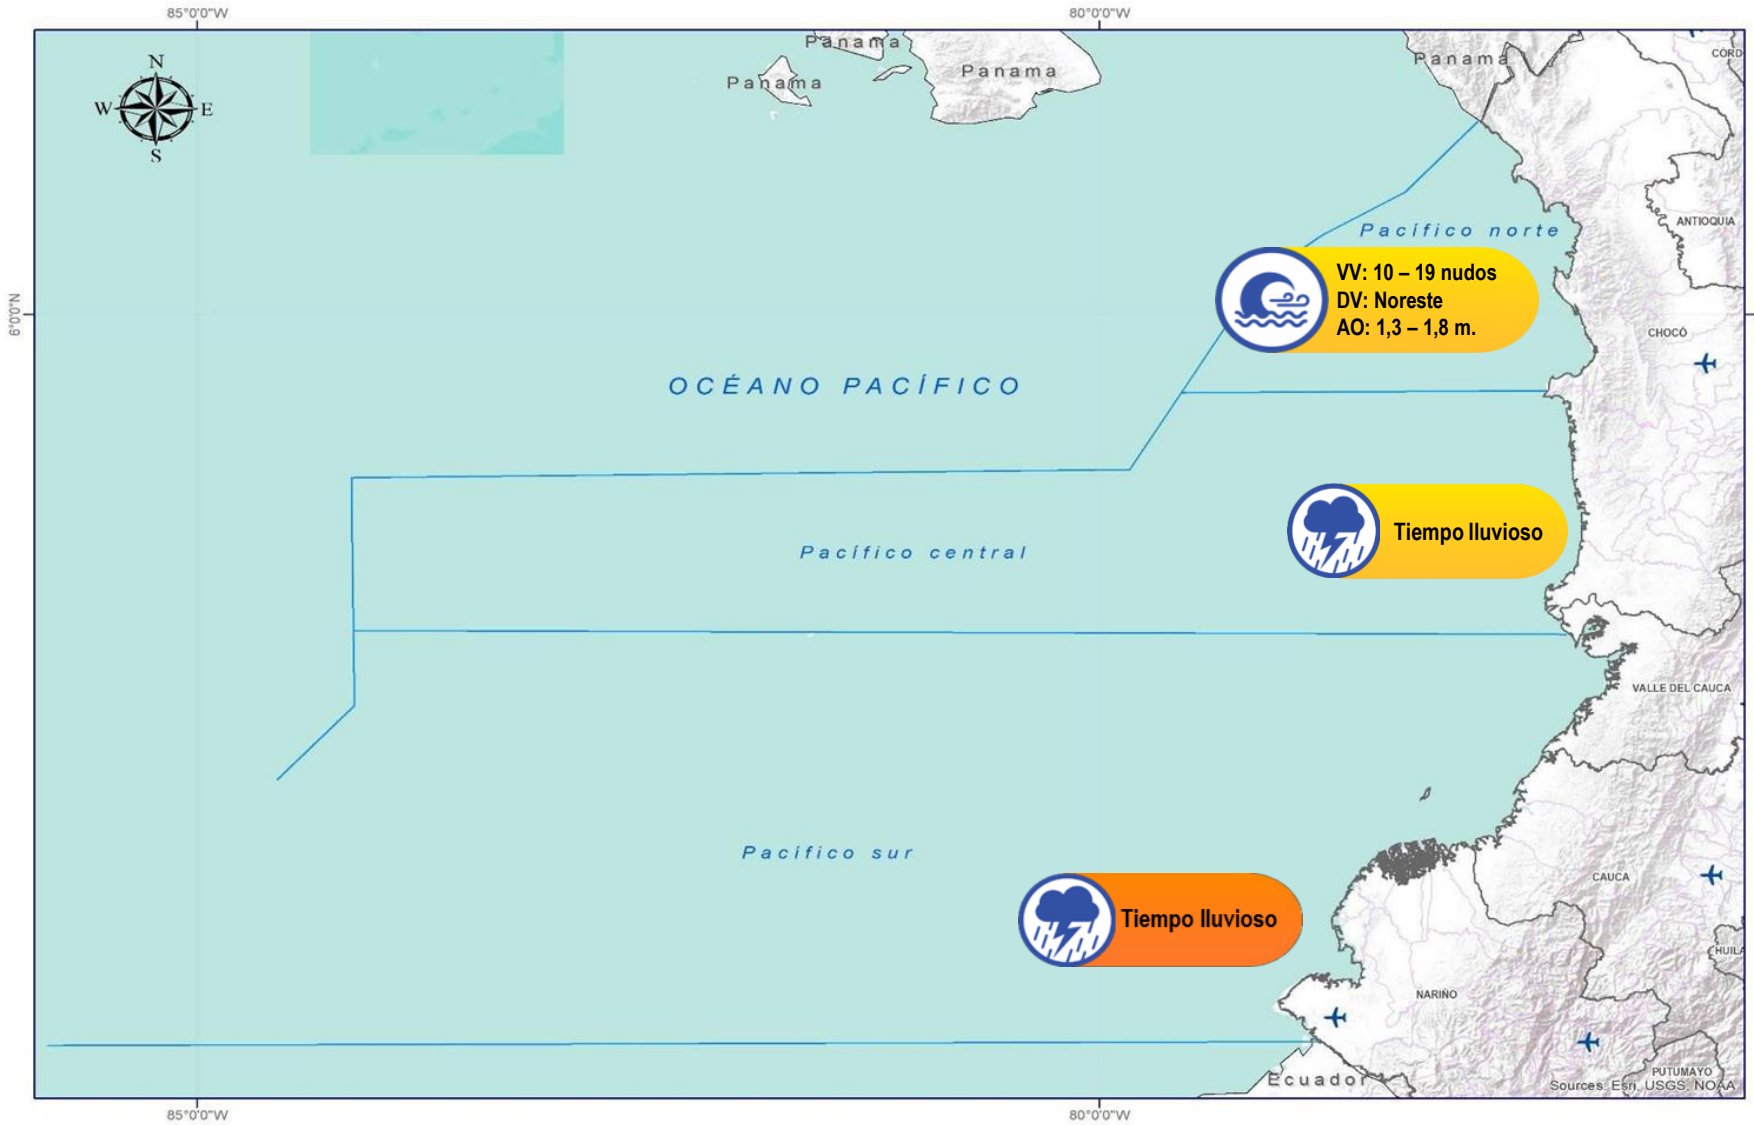 85°0'0"W
80°0'0"W
N
W
E
S
Panama
Panama
Panama
Panama
CORD
Pacífico norte
ANTIOQUIA
VV: 10 – 19 nudos
DV: Noreste
AO: 1,3 – 1,8 m.
6°0'0"N
CHOCÓ
OCÉANO PACÍFICO
Tiempo lluvioso
Pacífico central
VALLE DEL CAUCA
Pacífico sur
CAUCA
Tiempo lluvioso
HUILA
NARIÑO
PUTUMAYO
Ecuador
Sources: Esri, USGS, NOAA
85°0'0"W
80°0'0"W